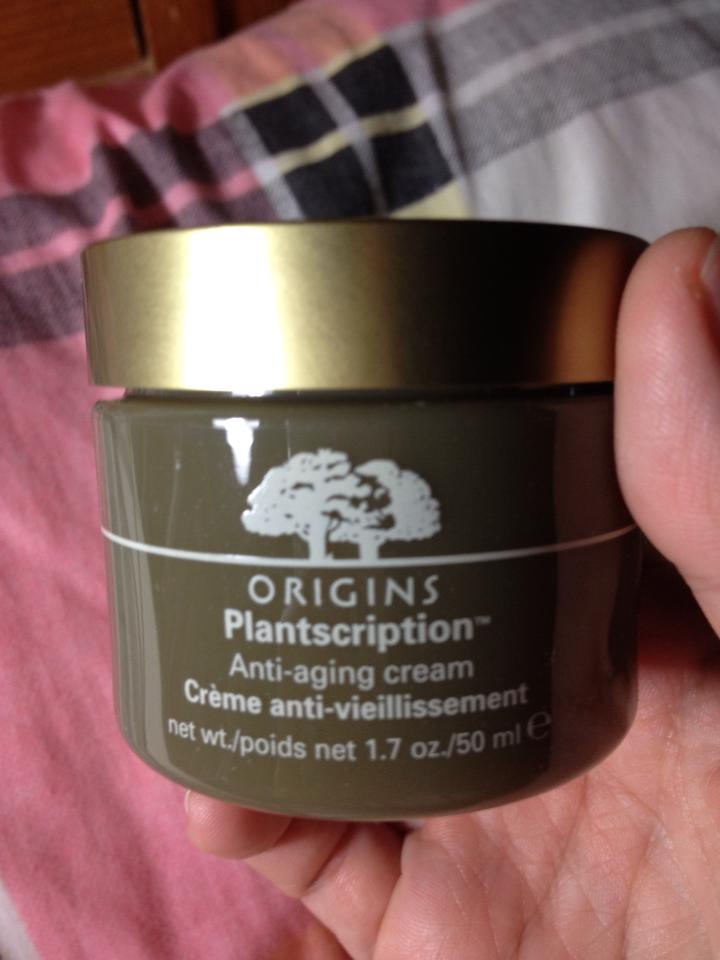 ORIGINS
Plantscription™
Anti-aging cream
Crème anti-vieillissement
net wt./poids net 1.7 oz./50 ml ℮